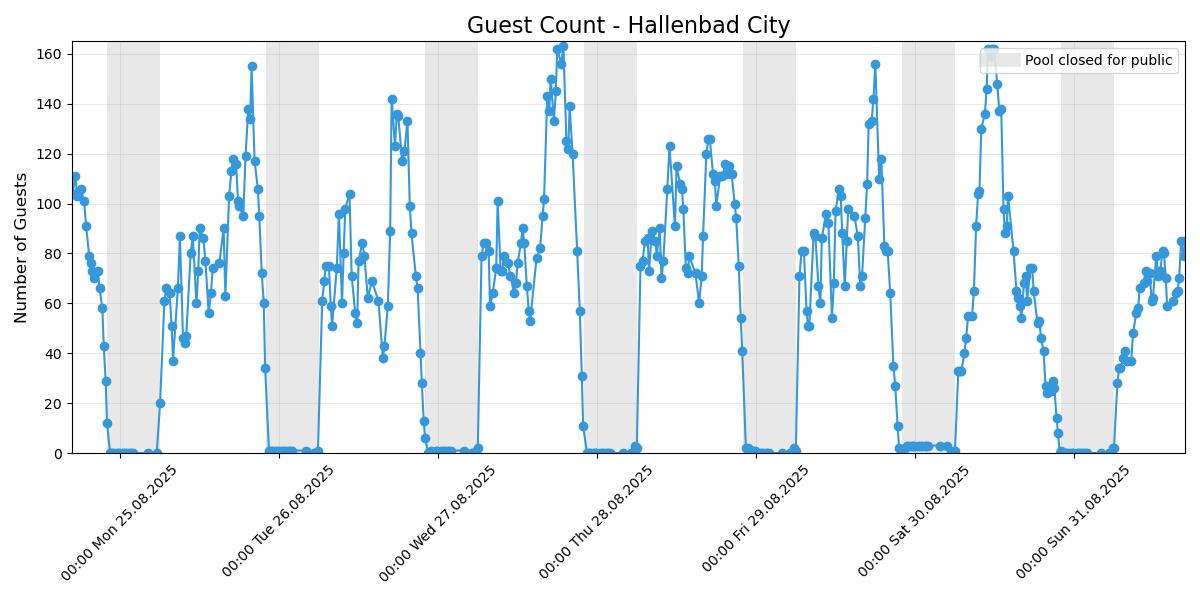 Guest Count - Hallenbad City
Pool closed for public
Number of Guests
160
140
120
100
80
60
40
20
0
00:00 Mon 25.08.2025
00:00 Tue 26.08.2025
00:00 Wed 27.08.2025
00:00 Thu 28.08.2025
00:00 Fri 29.08.2025
00:00 Sat 30.08.2025
00:00 Sun 31.08.2025